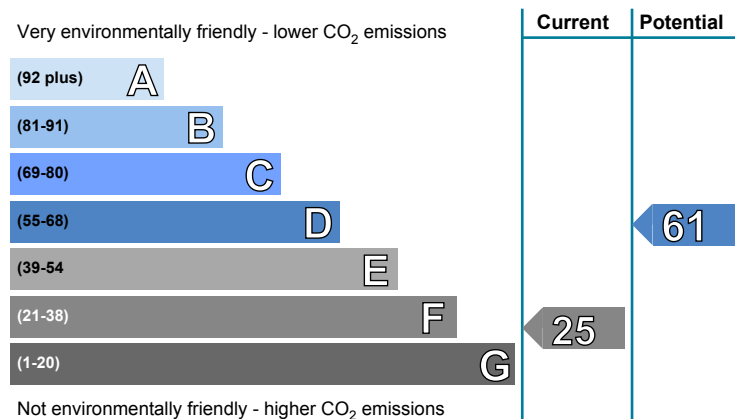 Very environmentally friendly - lower CO₂ emissions
Current
Potential
(92 plus) A
(81-91) B
(69-80) C
(55-68) D
61
(39-54 E
(21-38) F
25
(1-20) G
Not environmentally friendly - higher CO₂ emissions